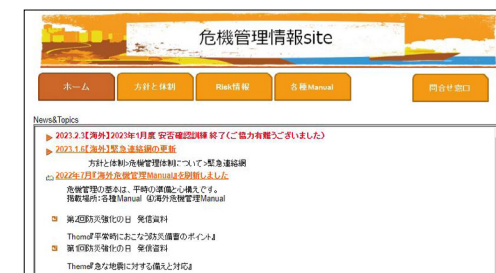 危機管理情報site
ホーム
方針と体制
Risk情報
各種Manual
問合せ窓口
News&Topics
2023.2.3【海外】2023年1月度 安否確認訓練 終了(ご協力有難うございました)
2023.1.6【海外】緊急連絡網の更新
方針と体制>危機管理体制について>緊急連絡網
2022年7月『海外危機管理Manual』を刷新しました
危機管理の基本は、平時の準備と心構えです。
掲載場所:各種Manual ④海外危機管理Manual
第2回防災強化の日 発信資料
Theme『平常時におこなう防災備蓄のポイント』
第1回防災強化の日 発信資料
Theme『急な地震に対する備えと対応』